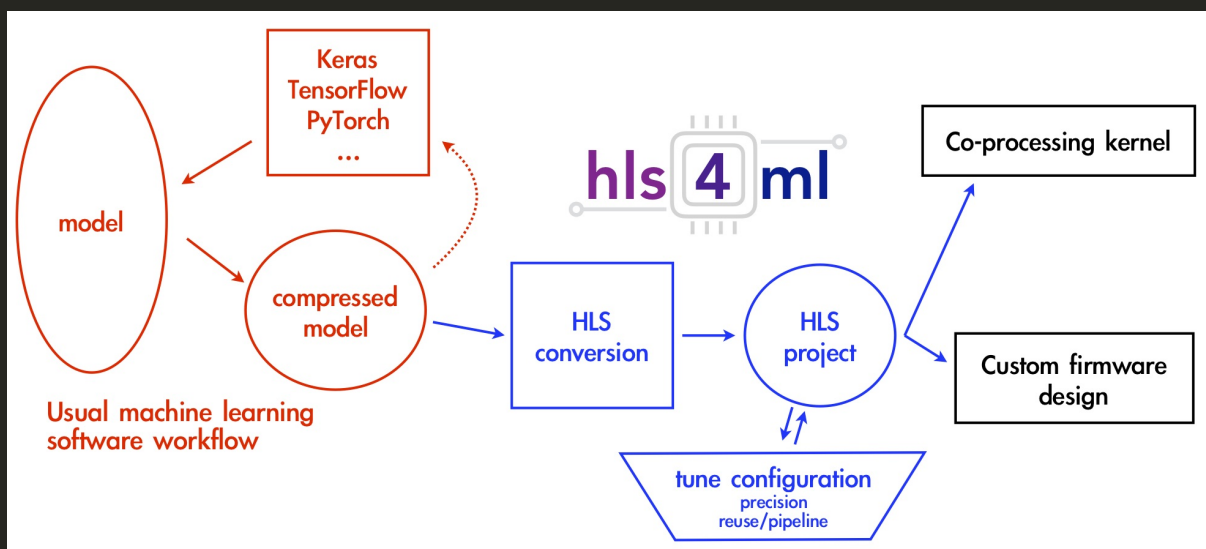 Keras
TensorFlow
PyTorch
...
model
compressed
model
Usual machine learning
software workflow
hls 4 ml
HLS
conversion
HLS
project
tune configuration
precision
reuse/pipeline
Co-processing kernel
Custom firmware
design